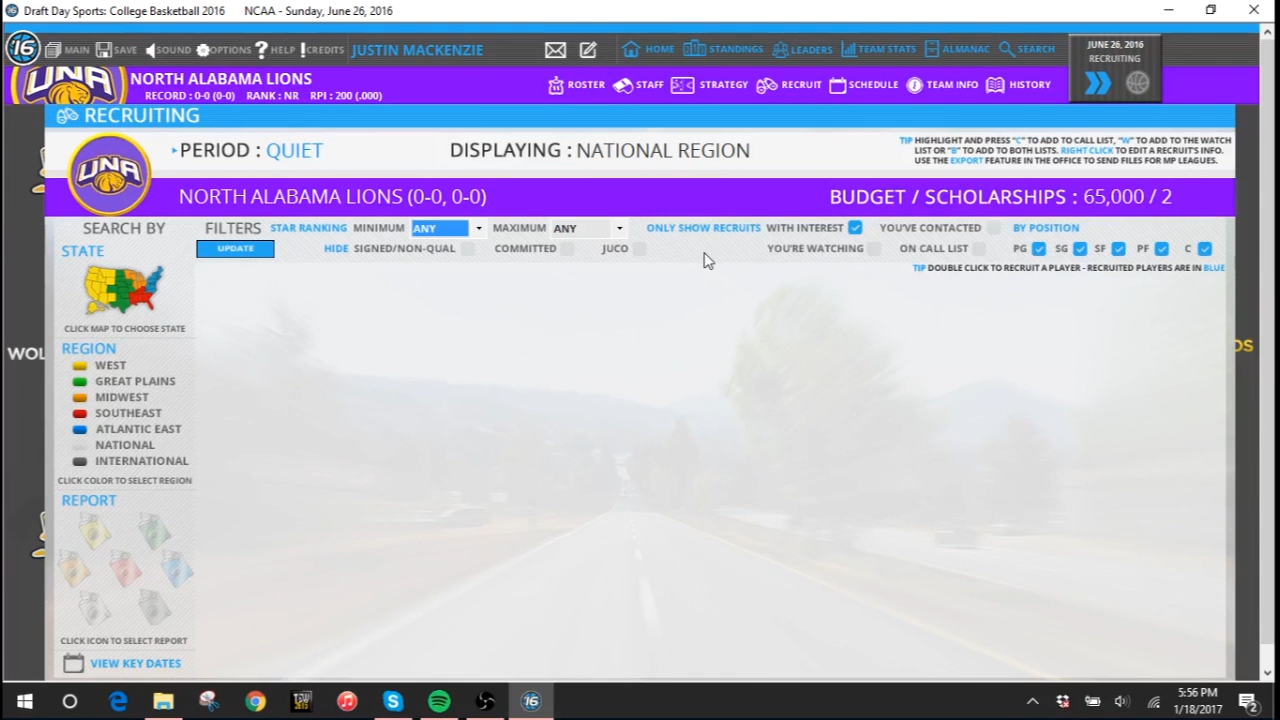 Draft Day Sports: College Basketball 2016 NCAA - Sunday, June 26, 2016
16 MAIN SAVE SOUND OPTIONS ? HELP !CREDITS JUSTIN MACKENZIE HOME STANDINGS LEADERS TEAM STATS ALMANAC SEARCH
JUNE 26, 2016
RECRUITING
UNA
NORTH ALABAMA LIONS
RECORD : 0-0 (0-0) RANK : NR RPI : 200 (.000)
ROSTER STAFF STRATEGY RECRUIT SCHEDULE TEAM INFO HISTORY
RECRUITING
UNA
PERIOD : QUIET DISPLAYING : NATIONAL REGION
TIP HIGHLIGHT AND PRESS "C" TO ADD TO CALL LIST, "W" TO ADD TO THE WATCH
LIST OR "B" TO ADD TO BOTH LISTS. RIGHT CLICK TO EDIT A RECRUIT'S INFO.
USE THE EXPORT FEATURE IN THE OFFICE TO SEND FILES FOR MP LEAGUES.
NORTH ALABAMA LIONS (0-0, 0-0) BUDGET / SCHOLARSHIPS : 65,000 / 2
SEARCH BY FILTERS STAR RANKING MINIMUM ANY MAXIMUM ANY ONLY SHOW RECRUITS WITH INTEREST YOU'VE CONTACTED BY POSITION
STATE UPDATE HIDE SIGNED/NON-QUAL COMMITTED JUCO YOU'RE WATCHING ON CALL LIST PG SG SF PF C
TIP DOUBLE CLICK TO RECRUIT A PLAYER - RECRUITED PLAYERS ARE IN BLUE
CLICK MAP TO CHOOSE STATE
REGION
WEST
GREAT PLAINS
MIDWEST
SOUTHEAST
ATLANTIC EAST
NATIONAL
INTERNATIONAL
CLICK COLOR TO SELECT REGION
REPORT
CLICK ICON TO SELECT REPORT
VIEW KEY DATES
WOL
DS
16
5:56 PM
1/18/2017
2